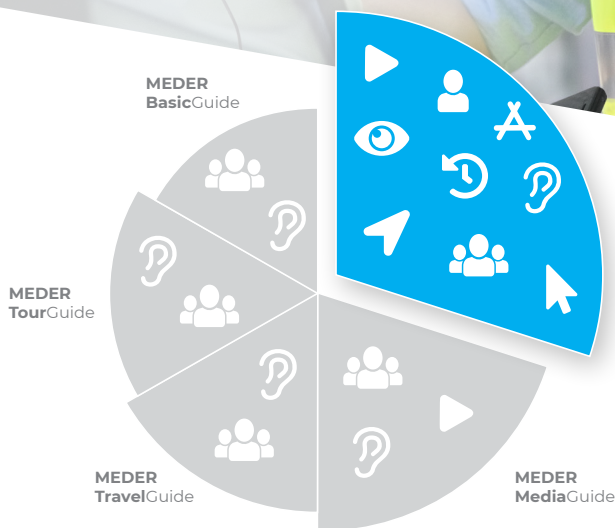 MEDER
BasicGuide
MEDER
TourGuide
MEDER
TravelGuide
MEDER
MediaGuide